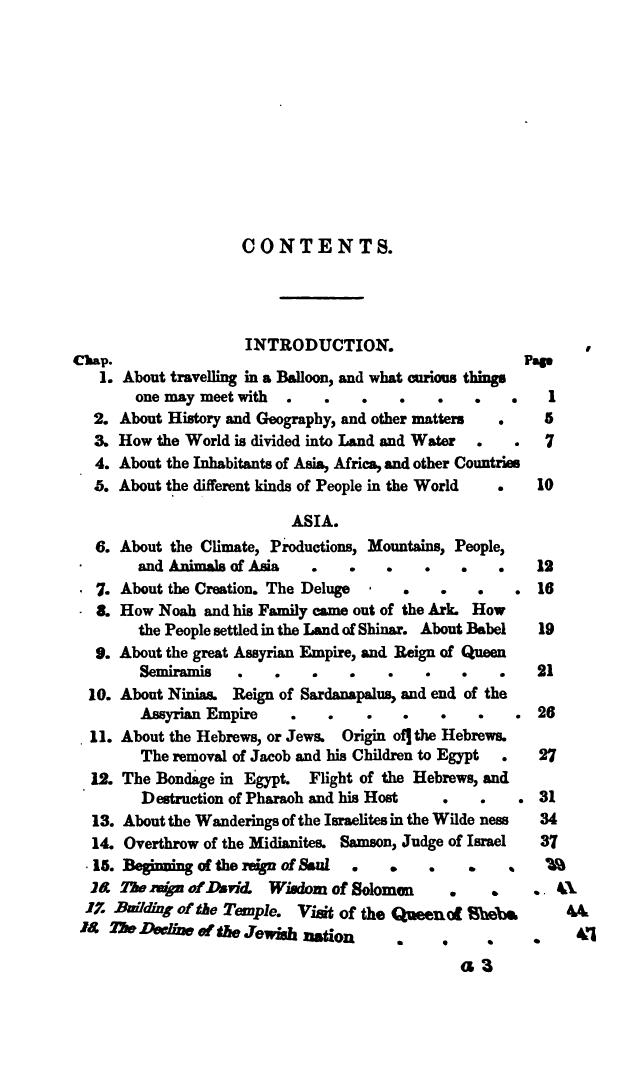 CONTENTS.
INTRODUCTION.
Chap. Page
1. About travelling in a Balloon, and what curious things
one may meet with . . . . . . . 1
2. About History and Geography, and other matters . 5
3. How the World is divided into Land and Water . . 7
4. About the Inhabitants of Asia, Africa, and other Countries
5. About the different kinds of People in the World . 10
ASIA.
6. About the Climate, Productions, Mountains, People,
and Animals of Asia . . . . . . 12
7. About the Creation. The Deluge . . . . 16
8. How Noah and his Family came out of the Ark. How
the People settled in the Land of Shinar. About Babel 19
9. About the great Assyrian Empire, and Reign of Queen
Semiramis . . . . . . . . 21
10. About Ninias. Reign of Sardanapalus, and end of the
Assyrian Empire . . . . . . . 26
11. About the Hebrews, or Jews. Origin of] the Hebrews.
The removal of Jacob and his Children to Egypt . 27
12. The Bondage in Egypt. Flight of the Hebrews, and
Destruction of Pharaoh and his Host . . . 31
13. About the Wanderings of the Israelites in the Wilde ness 34
14. Overthrow of the Midianites. Samson, Judge of Israel 37
15. Beginning of the reign of Saul . . . . . 39
16. The reign of David. Wisdom of Solomon . . . 41
17. Building of the Temple. Visit of the Queen of Sheba 44
18. The Decline of the Jewish nation . . . . 47
a 3